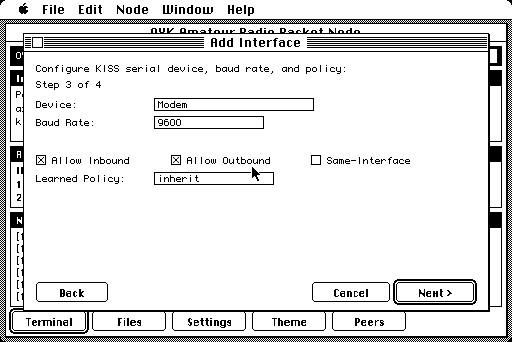 File Edit Node Window Help
Add Interface
Configure KISS serial device, baud rate, and policy:
Step 3 of 4
Device: Modem
Baud Rate: 9600
Allow Inbound Allow Outbound Same-Interface
Learned Policy: inherit
Back Cancel Next >
Terminal Files Settings Theme Peers